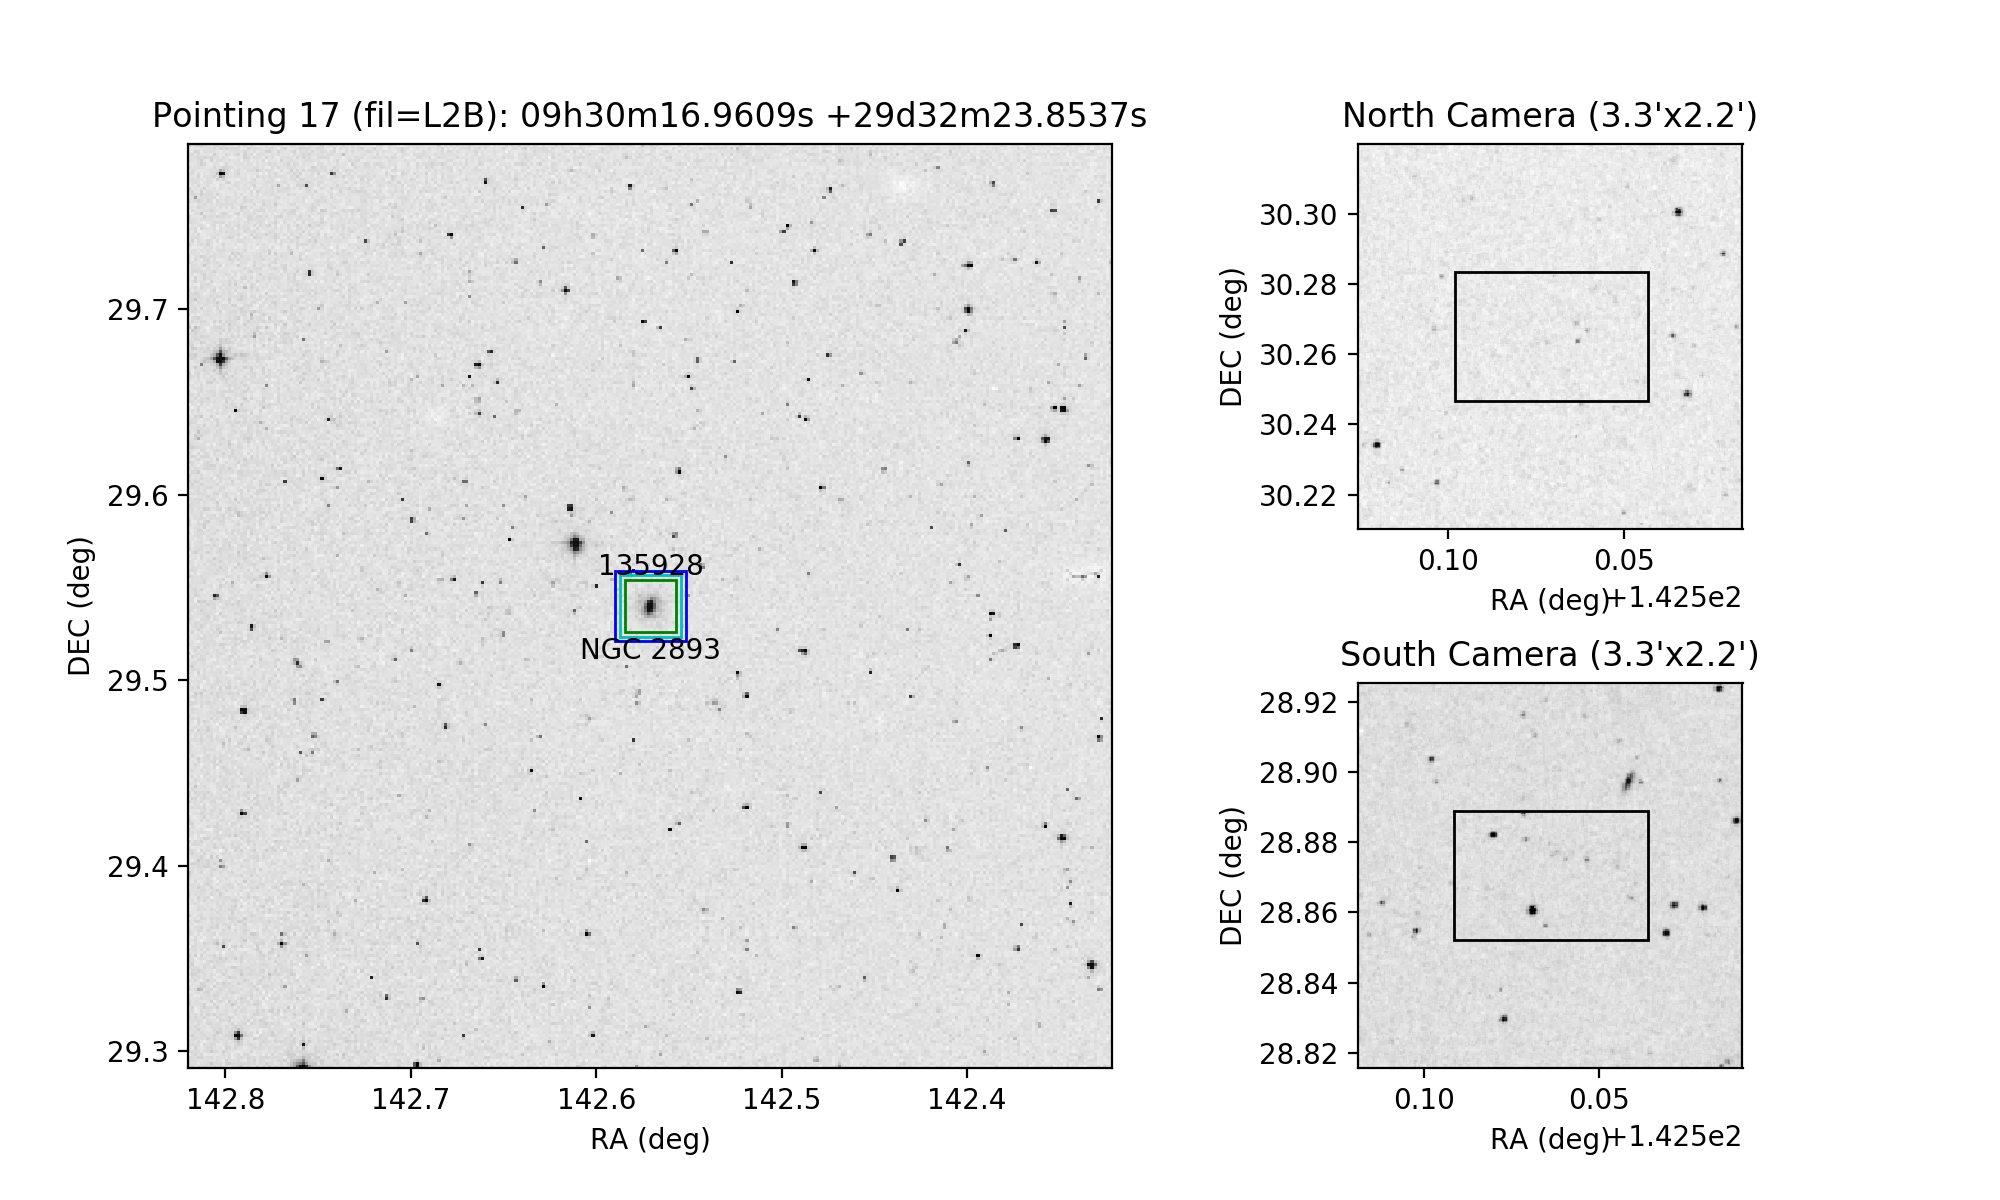 Pointing 17 (fil=L2B): 09h30m16.9609s +29d32m23.8537s
29.7
29.6
29.5
29.4
29.3
DEC (deg)
135928
NGC 2893
142.8 142.7 142.6 142.5 142.4
RA (deg)
North Camera (3.3'x2.2')
30.30
30.28
30.26
30.24
30.22
DEC (deg)
0.10 0.05
RA (deg) +1.425e2
South Camera (3.3'x2.2')
28.92
28.90
28.88
28.86
28.84
28.82
DEC (deg)
0.10 0.05
RA (deg) +1.425e2